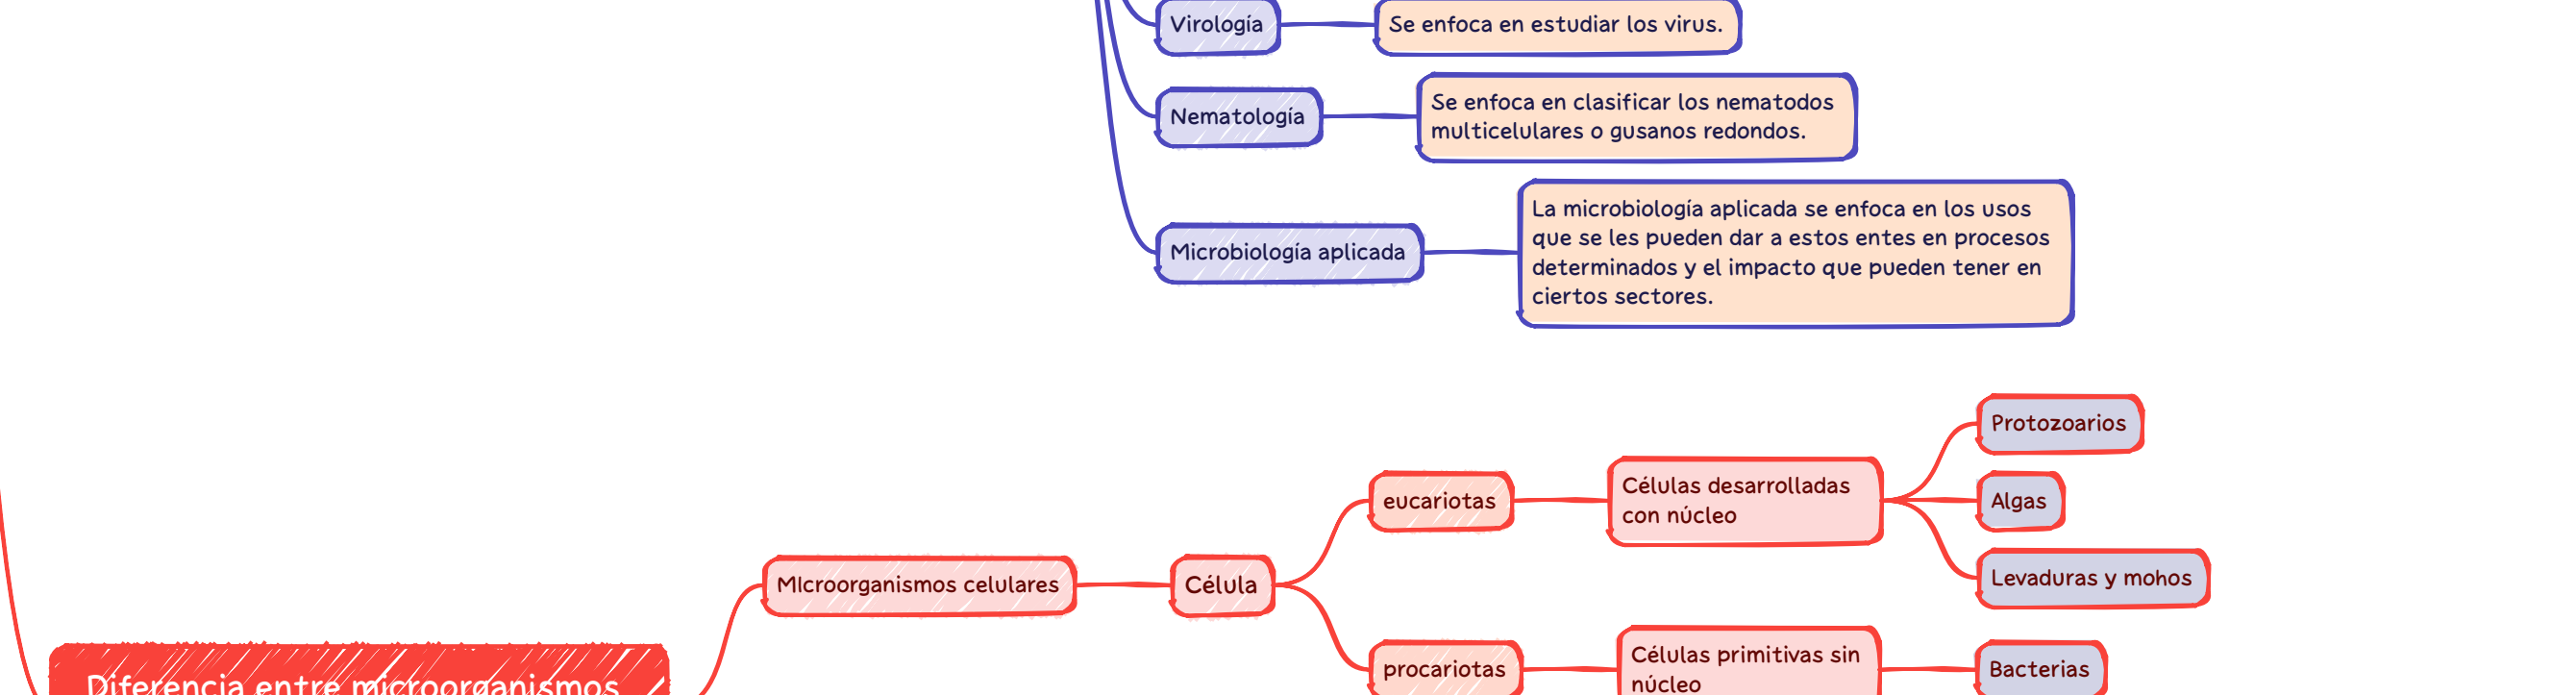 Virología
Se enfoca en estudiar los virus.
Nematología
Se enfoca en clasificar los nematodos
multicelulares o gusanos redondos.
Microbiología aplicada
La microbiología aplicada se enfoca en los usos
que se les pueden dar a estos entes en procesos
determinados y el impacto que pueden tener en
ciertos sectores.
Diferencia entre microorganismos
MIcroorganismos celulares
Célula
eucariotas
Células desarrolladas
con núcleo
Protozoarios
Algas
Levaduras y mohos
procariotas
Células primitivas sin
núcleo
Bacterias